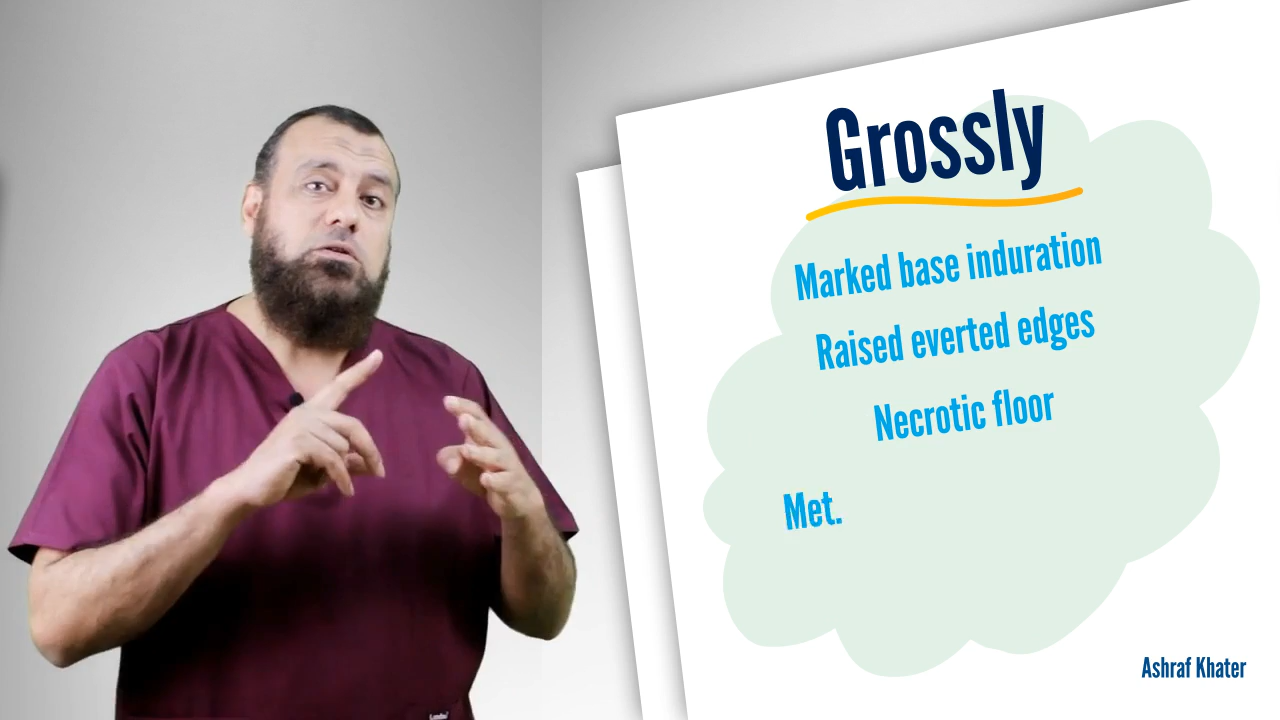 Grossly
Marked base induration
Raised everted edges
Necrotic floor
Met.
Ashraf Khater